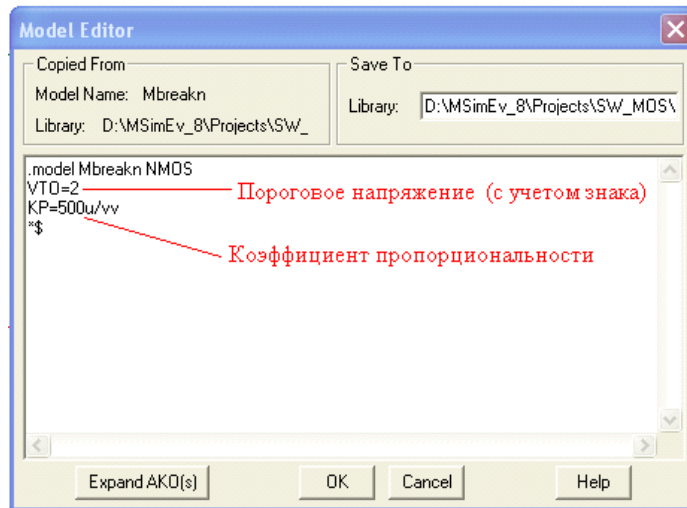 Model Editor
Copied From
Model Name: Mbreakn
Library: D:\MSimEv_8\Projects\SW_
Save To
Library: D:\MSimEv_8\Projects\SW_MOS\
.model Mbreakn NMOS
VTO=2 Пороговое напряжение (с учетом знака)
KP=500u/vv
*$
Коэффициент пропорциональности
Expand AKO(s) OK Cancel Help